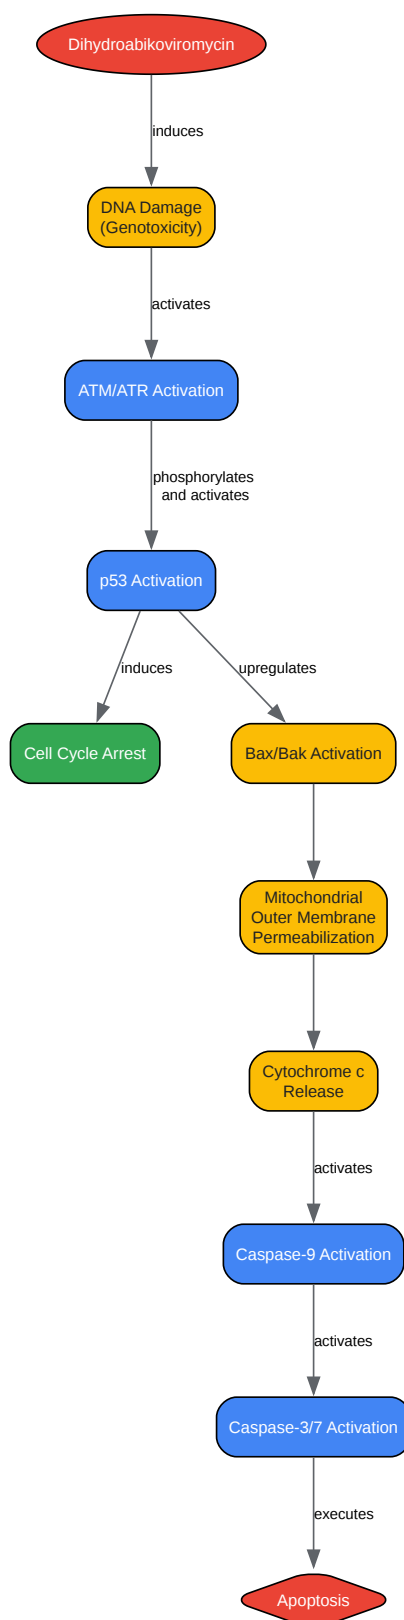 Dihydroabikoviromycin
induces
DNA Damage
(Genotoxicity)
activates
ATM/ATR Activation
phosphorylates
and activates
p53 Activation
induces
upregulates
Cell Cycle Arrest
Bax/Bak Activation
Mitochondrial
Outer Membrane
Permeabilization
Cytochrome c
Release
activates
Caspase-9 Activation
activates
Caspase-3/7 Activation
executes
Apoptosis